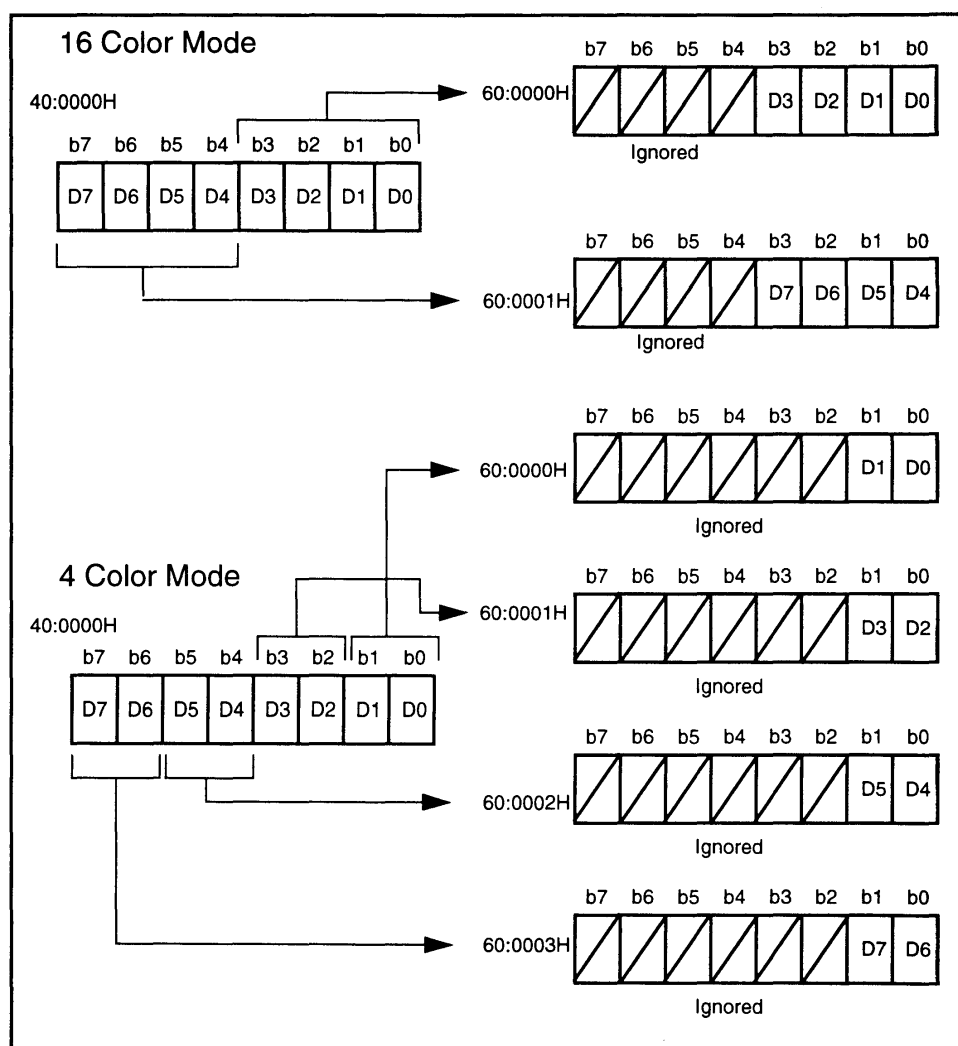 16 Color Mode
40:0000H
b7 b6 b5 b4 b3 b2 b1 b0
D7 D6 D5 D4 D3 D2 D1 D0
b7 b6 b5 b4 b3 b2 b1 b0
60:0000H
D3 D2 D1 D0
Ignored
b7 b6 b5 b4 b3 b2 b1 b0
60:0001H
D7 D6 D5 D4
Ignored
4 Color Mode
40:0000H
b7 b6 b5 b4 b3 b2 b1 b0
D7 D6 D5 D4 D3 D2 D1 D0
b7 b6 b5 b4 b3 b2 b1 b0
60:0000H
D1 D0
Ignored
b7 b6 b5 b4 b3 b2 b1 b0
60:0001H
D3 D2
Ignored
b7 b6 b5 b4 b3 b2 b1 b0
60:0002H
D5 D4
Ignored
b7 b6 b5 b4 b3 b2 b1 b0
60:0003H
D7 D6
Ignored